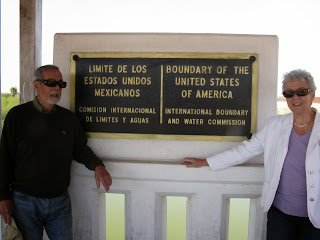 LIMITE DE LOS
ESTADOS UNIDOS
MEXICANOS
COMISION INTERNACIONAL
DE LIMITES Y AGUAS
BOUNDARY OF THE
UNITED STATES
OF AMERICA
INTERNATIONAL BOUNDARY
AND WATER COMMISSION